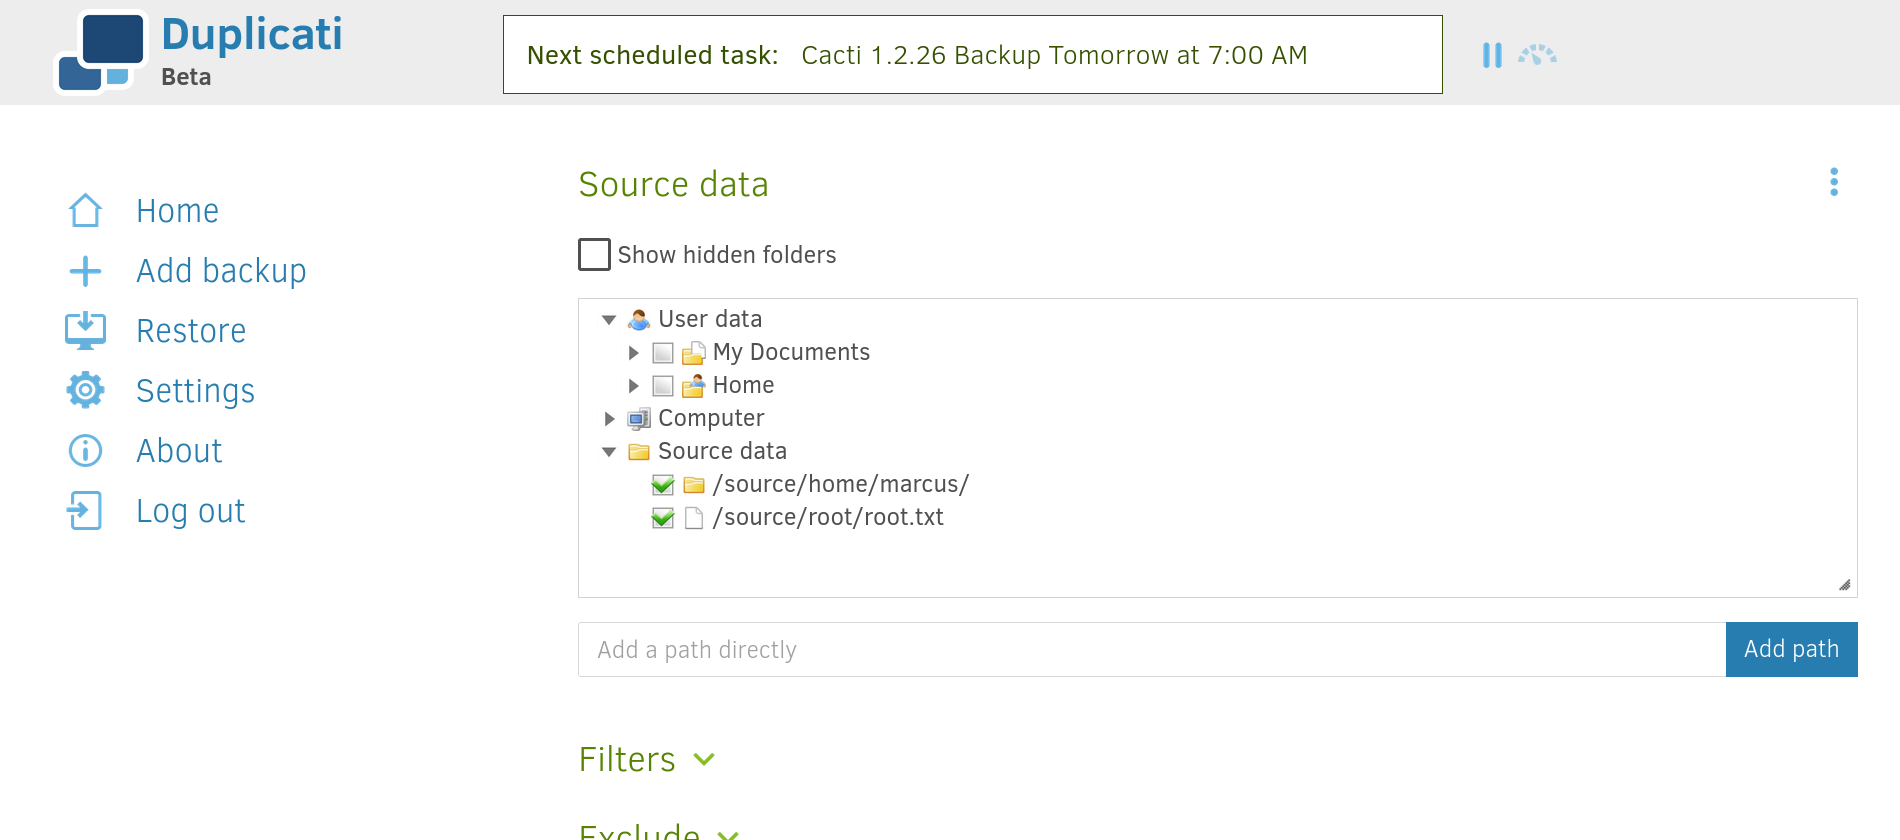 Duplicati
Beta
Next scheduled task: Cacti 1.2.26 Backup Tomorrow at 7:00 AM
Home
Add backup
Restore
Settings
About
Log out
Source data
Show hidden folders
User data
My Documents
Home
Computer
Source data
/source/home/marcus/
/source/root/root.txt
Add a path directly
Add path
Filters
Exclude